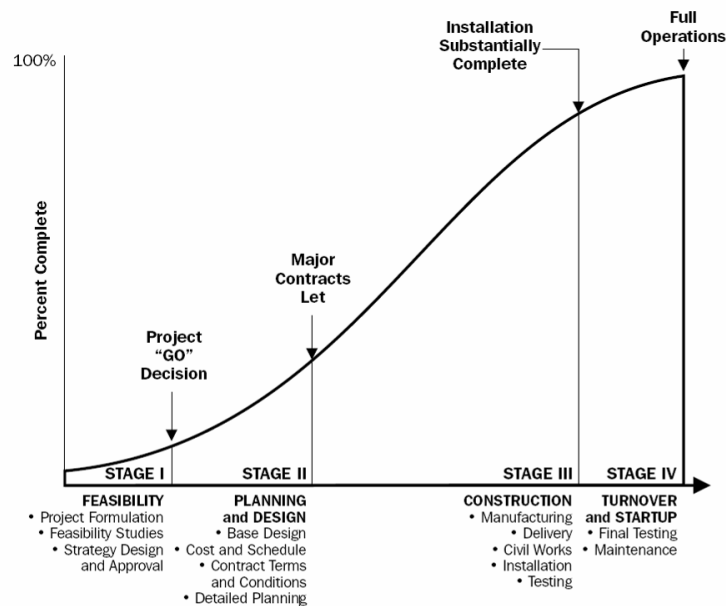 Installation
Substantially
Complete
Full
Operations
100%
Percent Complete
Major
Contracts
Let
Project
“GO”
Decision
STAGE I
STAGE II
STAGE III
STAGE IV
FEASIBILITY
• Project Formulation
• Feasibility Studies
• Strategy Design
and Approval
PLANNING
and DESIGN
• Base Design
• Cost and Schedule
• Contract Terms
and Conditions
• Detailed Planning
CONSTRUCTION
• Manufacturing
• Delivery
• Civil Works
• Installation
• Testing
TURNOVER
and STARTUP
• Final Testing
• Maintenance